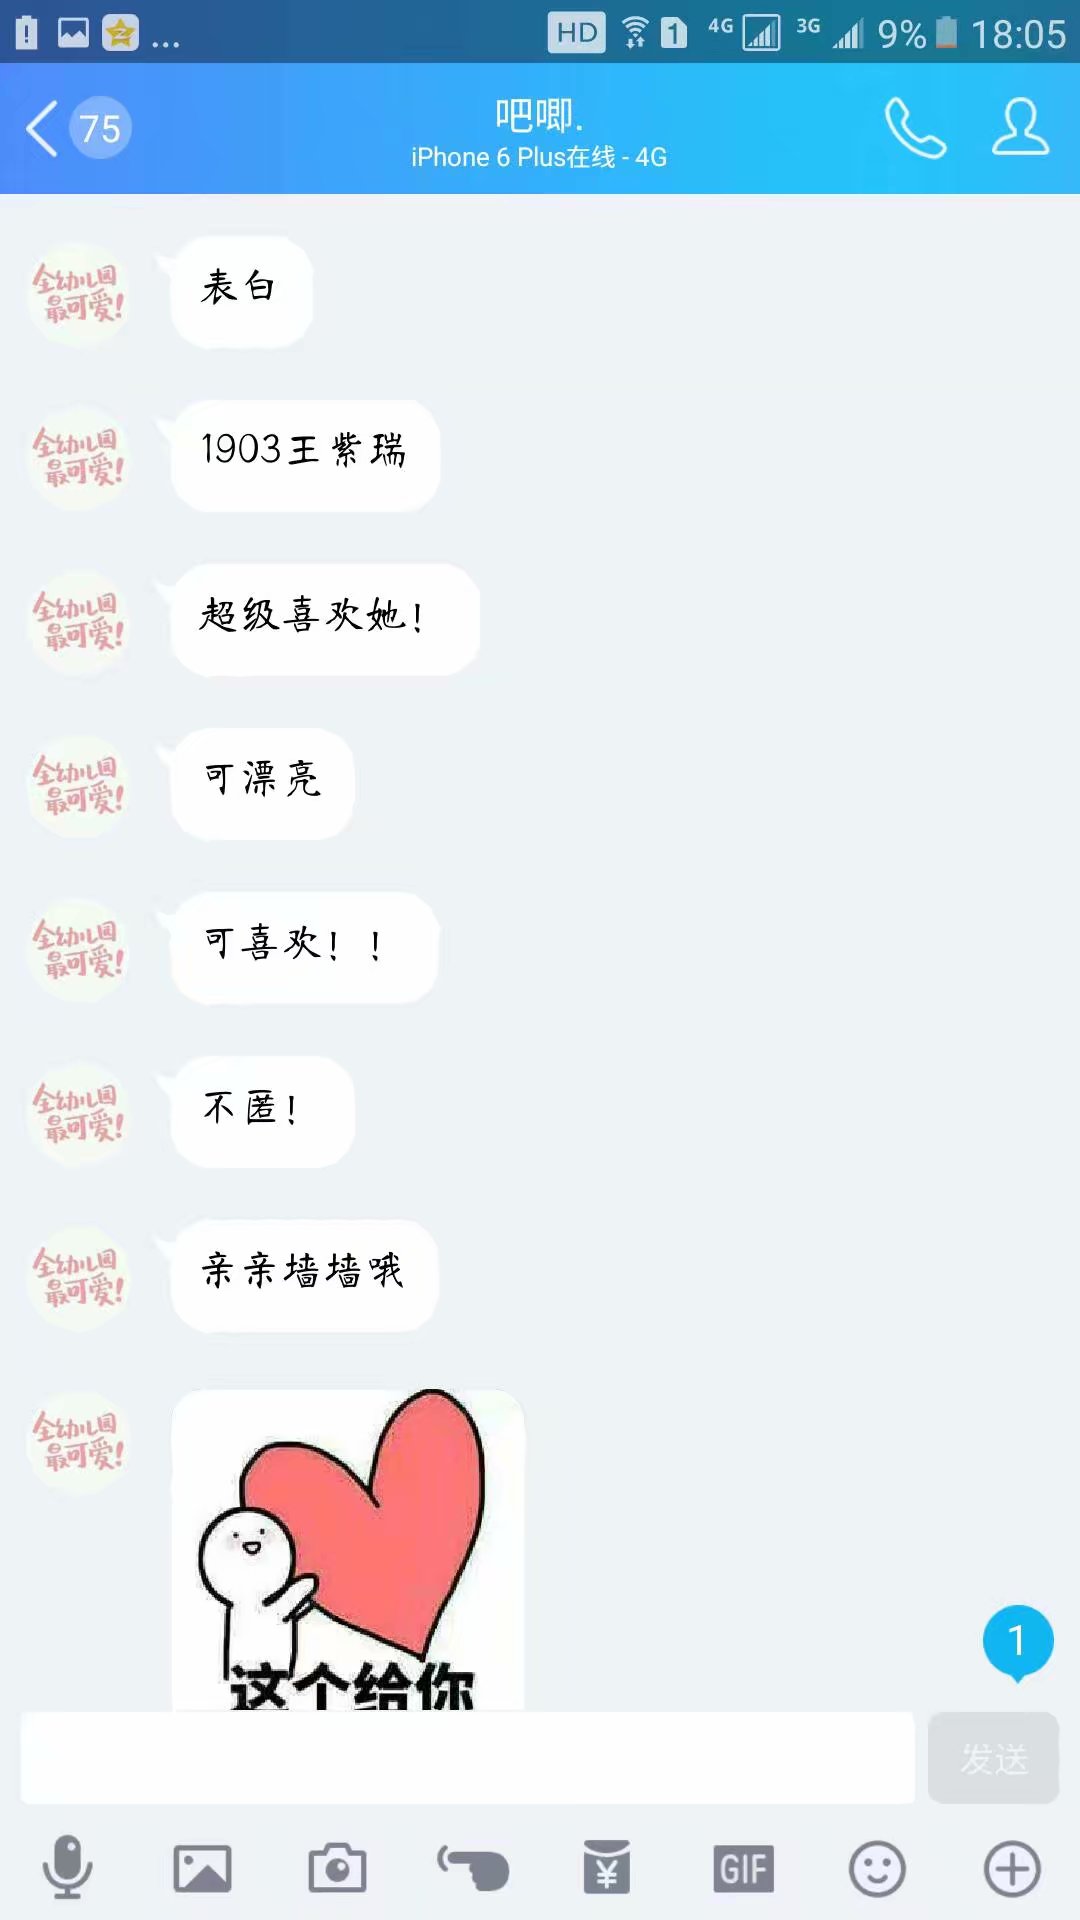 HD 1 4G 3G 9% 18:05
75
吧唧.
iPhone 6 Plus在线 - 4G
全幼儿园
最可爱!
表白
全幼儿园
最可爱!
1903王紫瑞
全幼儿园
最可爱!
超级喜欢她!
全幼儿园
最可爱!
可漂亮
全幼儿园
最可爱!
可喜欢！！
全幼儿园
最可爱!
不匿!
全幼儿园
最可爱!
亲亲墙墙哦
全幼儿园
最可爱!
这个给你
1
发送
GIF